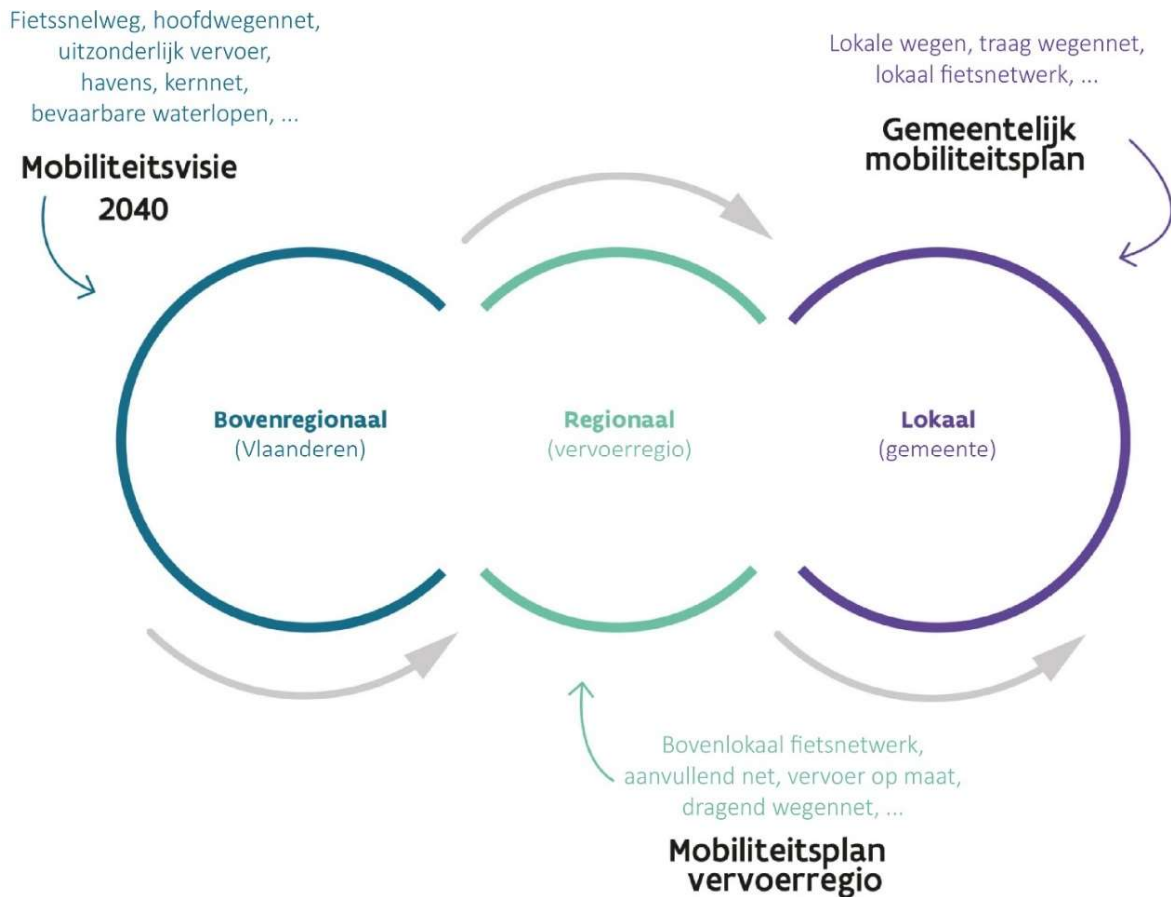 Fietssnelweg, hoofdwegennet,
uitzonderlijk vervoer,
havens, kernnet,
bevaarbare waterlopen, ...
Mobiliteitsvisie
2040
Lokale wegen, traag wegennet,
lokaal fietsnetwerk, ...
Gemeentelijk
mobiliteitsplan
Bovenregionaal
(Vlaanderen)
Regionaal
(vervoerregio)
Lokaal
(gemeente)
Bovenlokaal fietsnetwerk,
aanvullend net, vervoer op maat,
dragend wegennet, ...
Mobiliteitsplan
vervoerregio